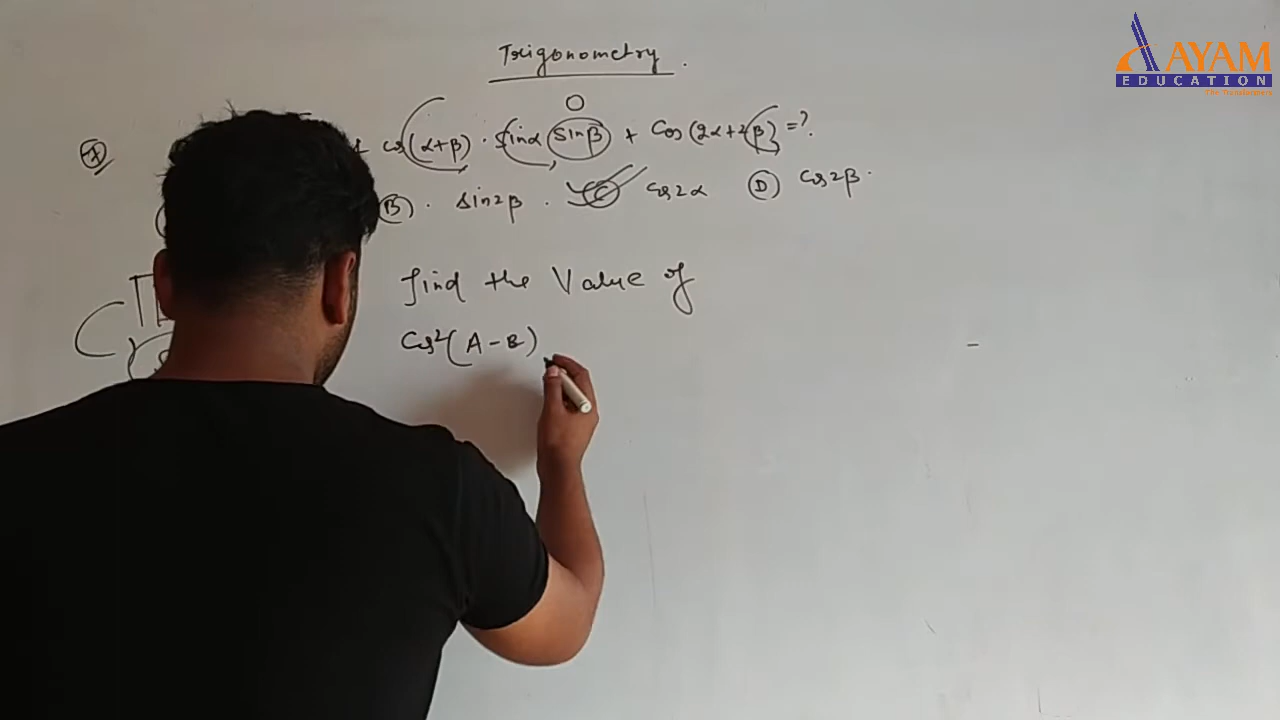 Trigonometry.
AYAM
EDUCATION
cos(α+β) · sinα sinβ + cos(2α+2β) = ?.
(B) · sin2β · (C) cos2α (D) cos2β ·
find the value of
Cos²(A-B)